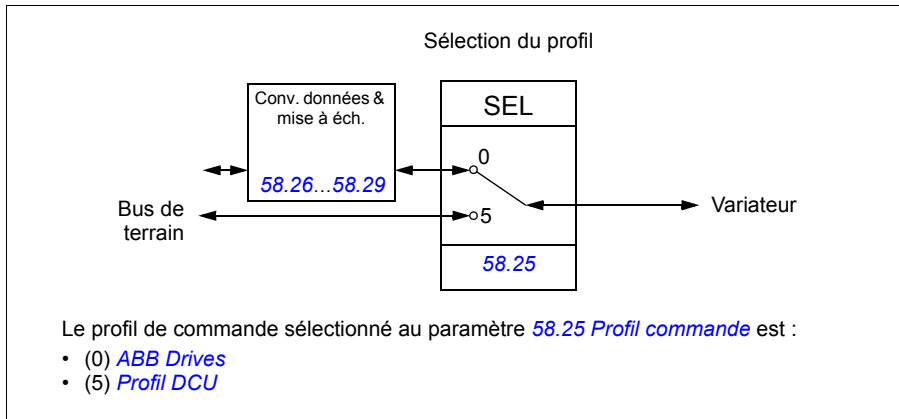 Sélection du profil
Conv. données &
mise à éch.
58.26...58.29
SEL
0
5
58.25
Bus de
terrain
Variateur
Le profil de commande sélectionné au paramètre 58.25 Profil commande est :
• (0) ABB Drives
• (5) Profil DCU